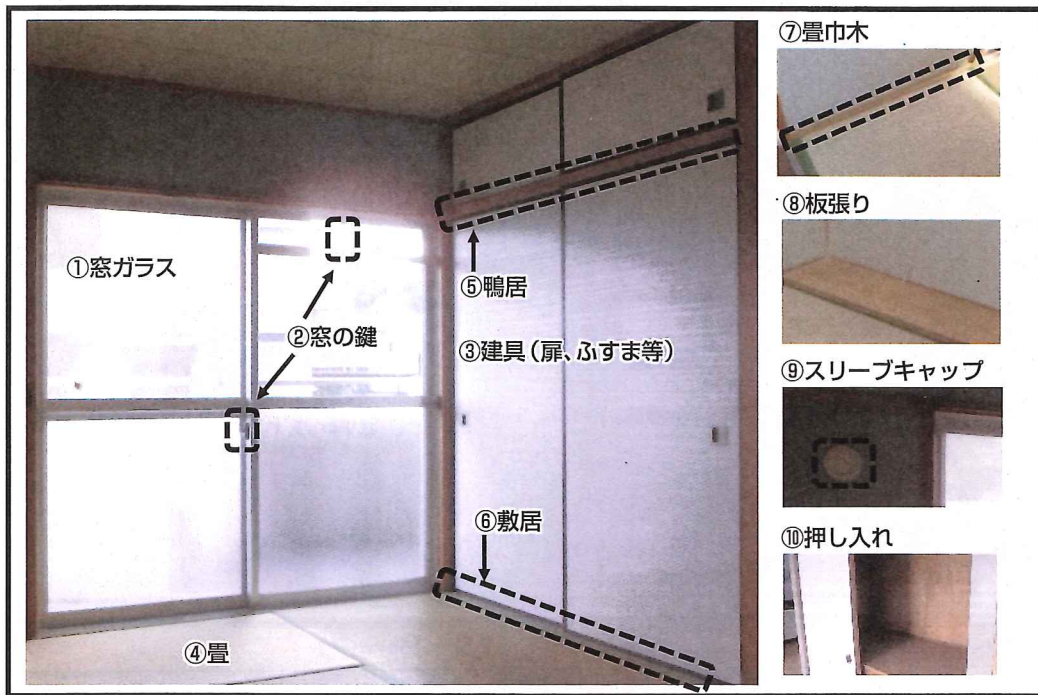 ①窓ガラス
②窓の鍵
⑤鴨居
③建具（扉、ふすま等）
⑥敷居
④畳
⑦畳巾木
⑧板張り
⑨スリーブキャップ
⑩押し入れ